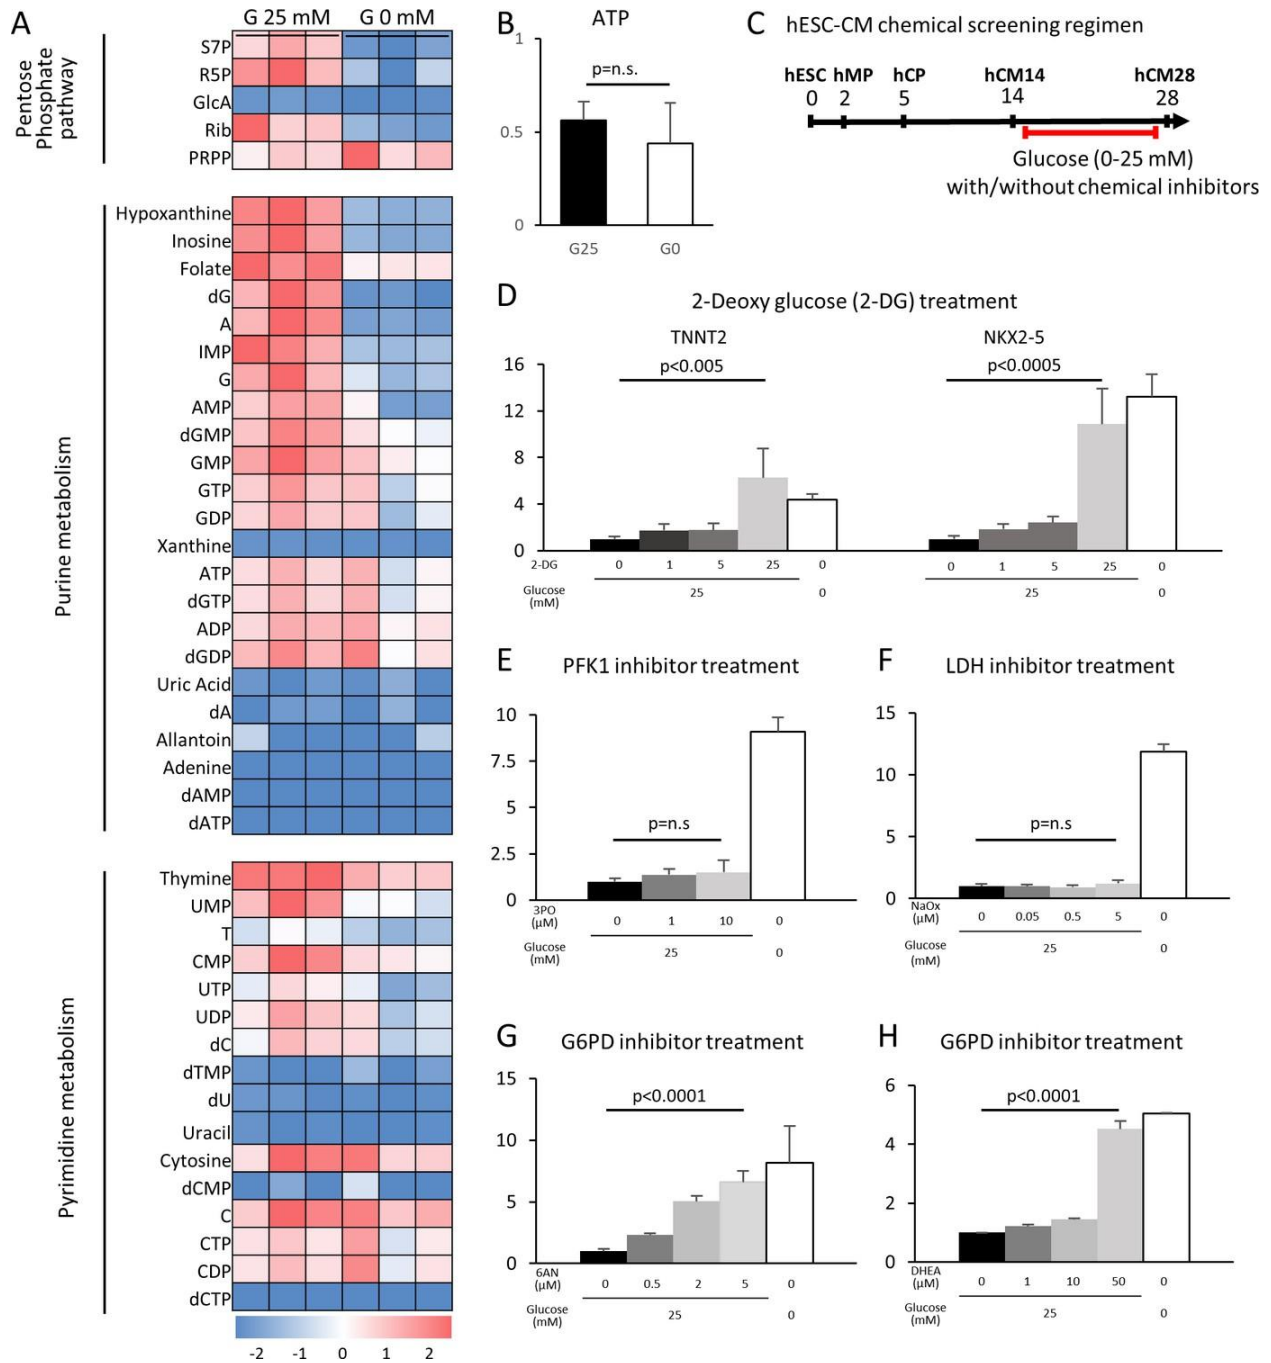 A
G 25 mM G 0 mM
Pentose
Phosphate
pathway
S7P
R5P
GlcA
Rib
PRPP
Purine metabolism
Hypoxanthine
Inosine
Folate
dG
A
IMP
G
AMP
dGMP
GMP
GTP
GDP
Xanthine
ATP
dGTP
ADP
dGDP
Uric Acid
dA
Allantoin
Adenine
dAMP
dATP
Pyrimidine metabolism
Thymine
UMP
T
CMP
UTP
UDP
dC
dTMP
dU
Uracil
Cytosine
dCMP
C
CTP
CDP
dCTP
-2 -1 0 1 2
B
ATP
1
p=n.s.
0.5
0
G25 G0
C hESC-CM chemical screening regimen
hESC hMP hCP hCM14 hCM28
0 2 5 14 28
Glucose (0-25 mM)
with/without chemical inhibitors
D
2-Deoxy glucose (2-DG) treatment
TNNT2 NKX2-5
16
p<0.005 p<0.0005
12
8
4
0
2-DG 0 1 5 25 0 0 1 5 25 0
Glucose
(mM)
25 0 25 0
E PFK1 inhibitor treatment
10
7.5
5
p=n.s
2.5
0
3PO
(μM)
0 1 10 0
Glucose
(mM)
25 0
F LDH inhibitor treatment
15
10
5
p=n.s
0
NaOx
(μM)
0 0.05 0.5 5 0
Glucose
(mM)
25 0
G G6PD inhibitor treatment
15
p<0.0001
10
5
0
6AN
(μM)
0 0.5 2 5 0
Glucose
(mM)
25 0
H G6PD inhibitor treatment
6
p<0.0001
4
2
0
DHEA
(μM)
0 1 10 50 0
Glucose
(mM)
25 0